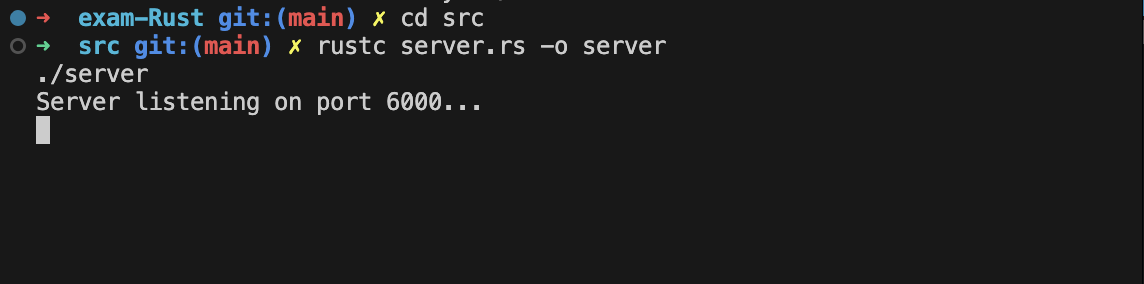 ➜  exam-Rust git:(main) ✗ cd src
➜  src git:(main) ✗ rustc server.rs -o server
./server
Server listening on port 6000...